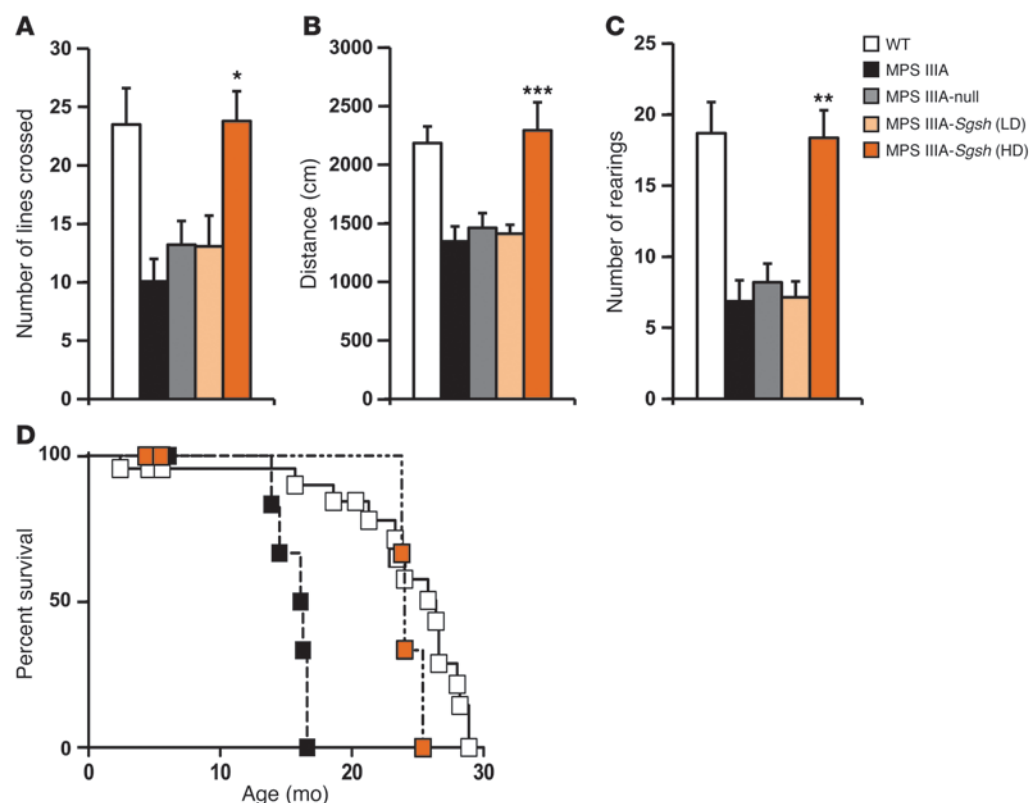 A
Number of lines crossed
30
25
20
15
10
5
0
*
B
Distance (cm)
3000
2500
2000
1500
1000
500
0
***
C
Number of rearings
25
20
15
10
5
0
**
WT
MPS IIIA
MPS IIIA-null
MPS IIIA-Sgsh (LD)
MPS IIIA-Sgsh (HD)
D
Percent survival
100
50
0
0 10 20 30
Age (mo)